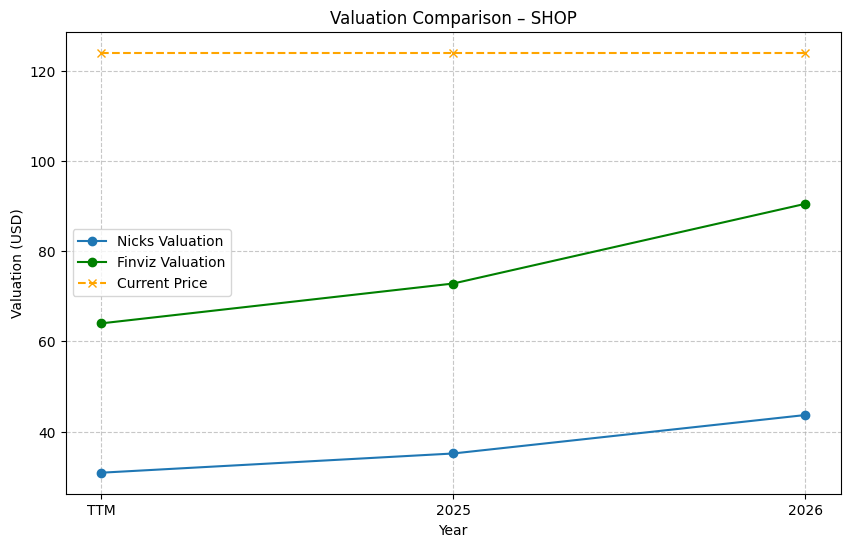 Valuation Comparison – SHOP
Valuation (USD)
120
100
80
60
40
Nicks Valuation
Finviz Valuation
Current Price
TTM
2025
2026
Year